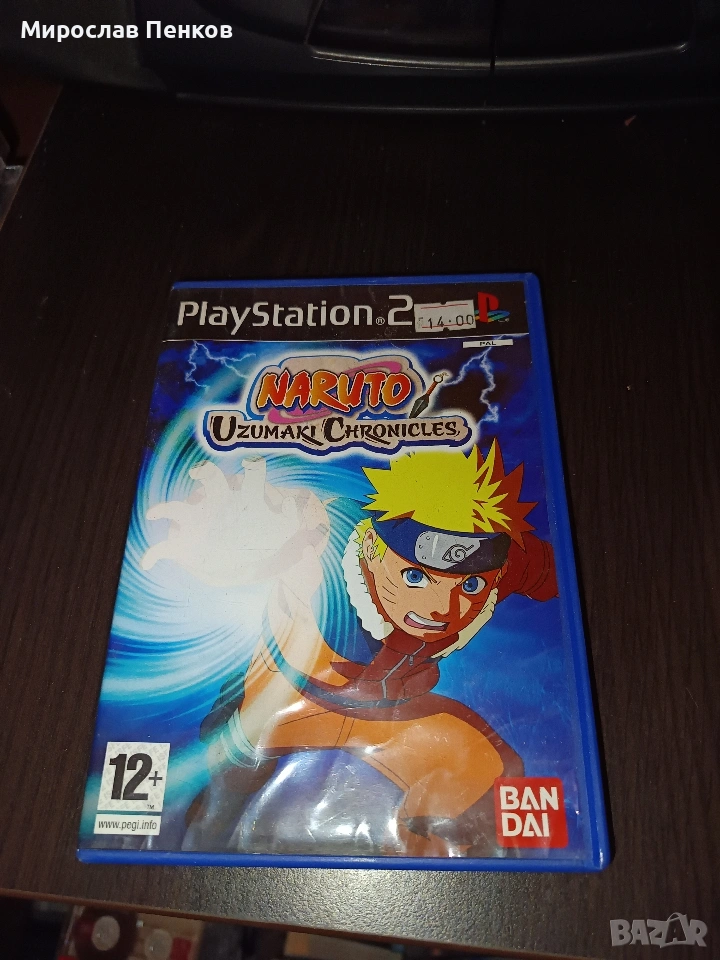 Мирослав Пенков
PlayStation®2
14.00
PAL
NARUTO
UZUMAKI CHRONICLES
12+
www.pegi.info
BAN
DAI
BAZAR